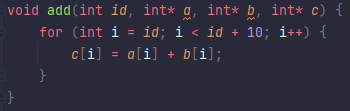 void add(int id, int* a, int* b, int* c) {
    for (int i = id; i < id + 10; i++) {
        c[i] = a[i] + b[i];
    }
}